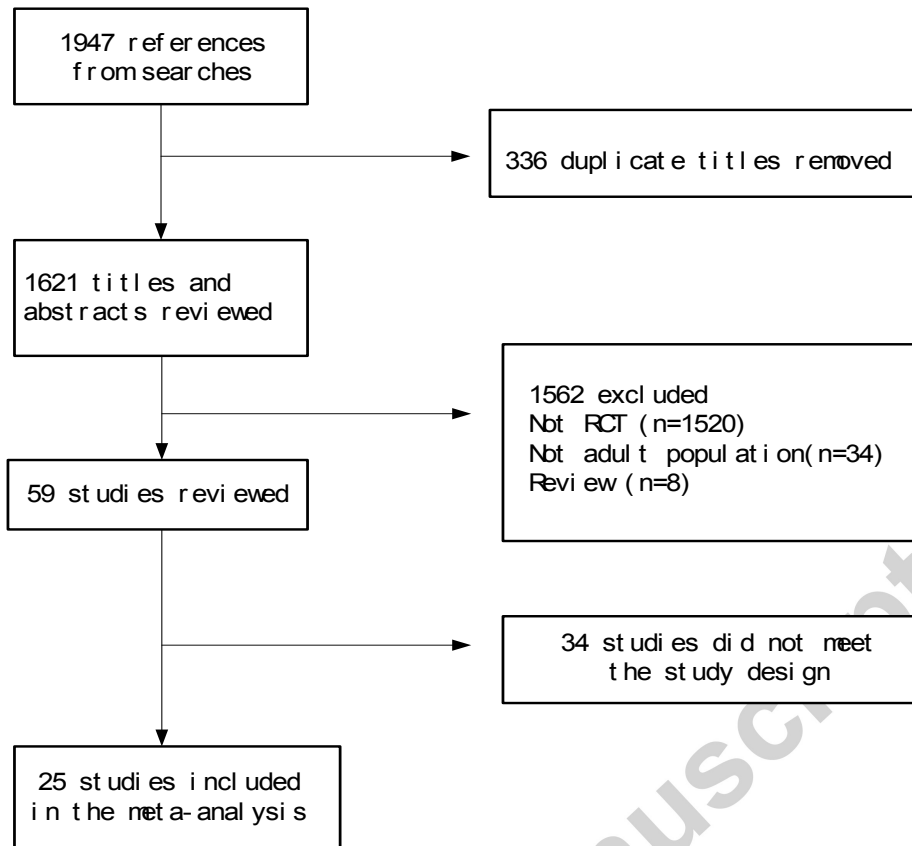 1947 references
from searches
336 duplicate titles removed
1621 titles and
abstracts reviewed
1562 excluded
Not RCT (n=1520)
Not adult population(n=34)
Review (n=8)
59 studies reviewed
34 studies did not meet
the study design
25 studies included
in the meta-analysis